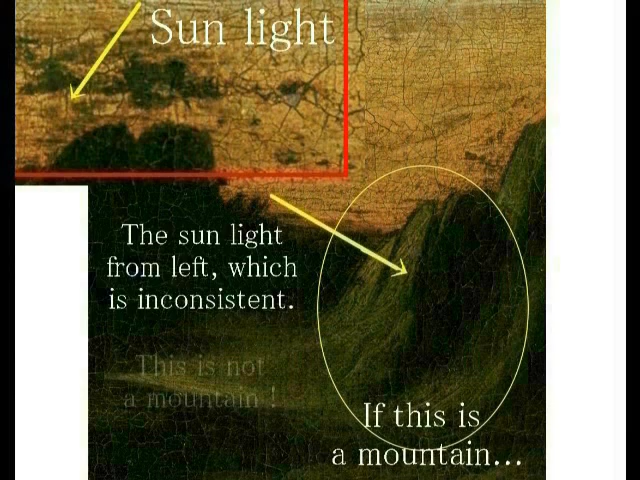 Sun light
The sun light
from left, which
is inconsistent.
This is not
a mountain !
If this is
a mountain...